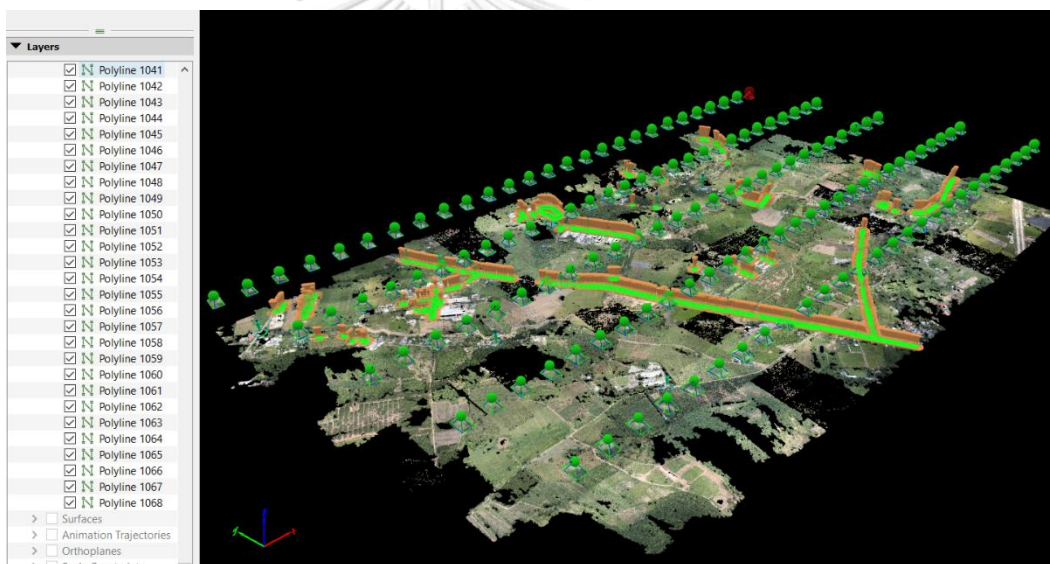 Layers
Polyline 1041
Polyline 1042
Polyline 1043
Polyline 1044
Polyline 1045
Polyline 1046
Polyline 1047
Polyline 1048
Polyline 1049
Polyline 1050
Polyline 1051
Polyline 1052
Polyline 1053
Polyline 1054
Polyline 1055
Polyline 1056
Polyline 1057
Polyline 1058
Polyline 1059
Polyline 1060
Polyline 1061
Polyline 1062
Polyline 1063
Polyline 1064
Polyline 1065
Polyline 1066
Polyline 1067
Polyline 1068
Surfaces
Animation Trajectories
Orthoplanes